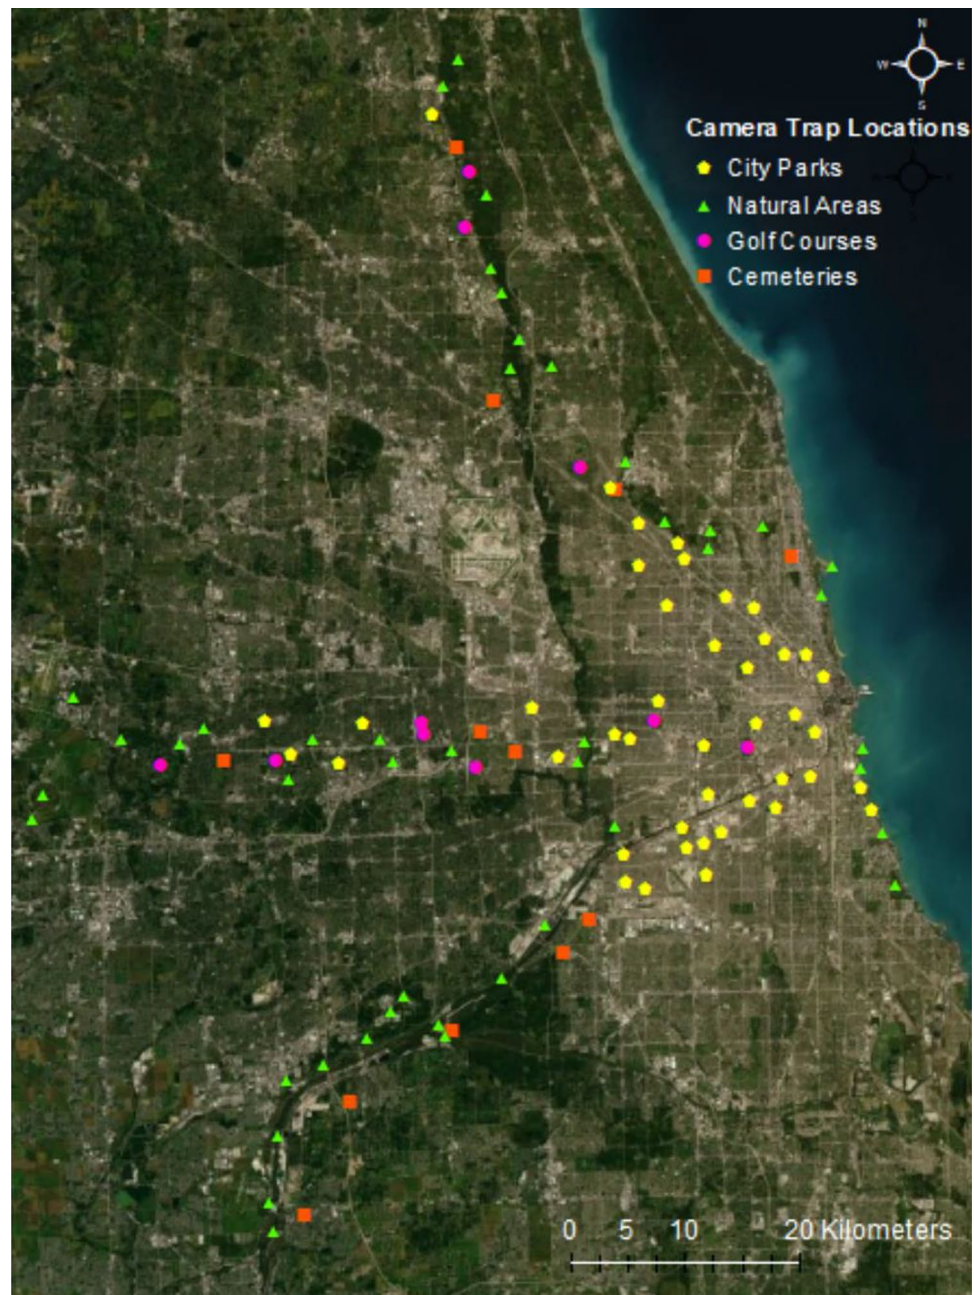 N
W E
S
Camera Trap Locations
City Parks
Natural Areas
Golf Courses
Cemeteries
0 5 10 20 Kilometers